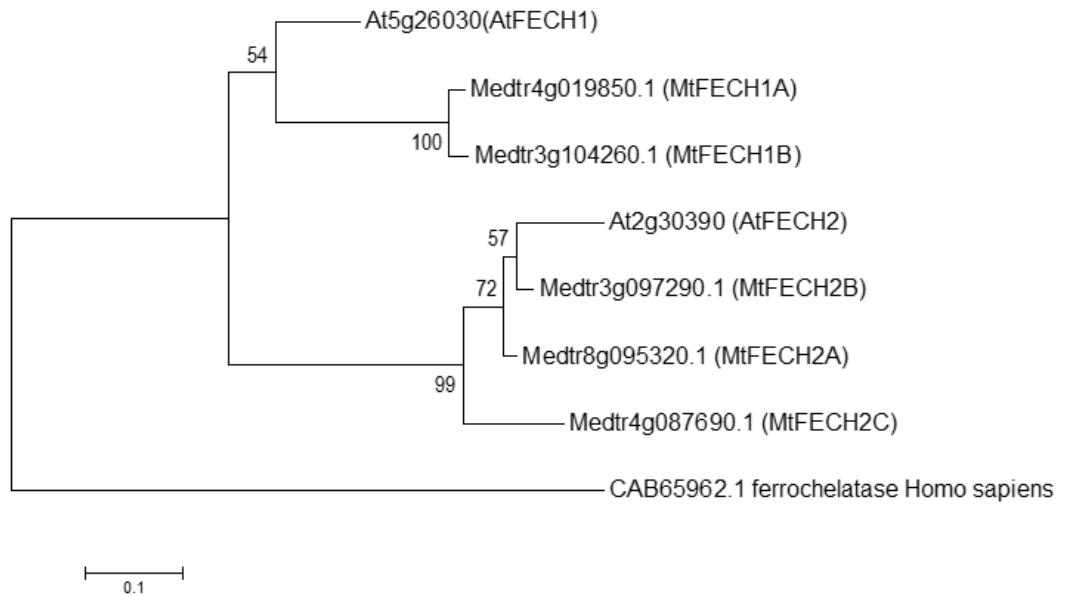 At5g26030(AtFECH1)
54
Medtr4g019850.1 (MtFECH1A)
100
Medtr3g104260.1 (MtFECH1B)
At2g30390 (AtFECH2)
57
Medtr3g097290.1 (MtFECH2B)
72
Medtr8g095320.1 (MtFECH2A)
99
Medtr4g087690.1 (MtFECH2C)
CAB65962.1 ferrochelatase Homo sapiens
0.1